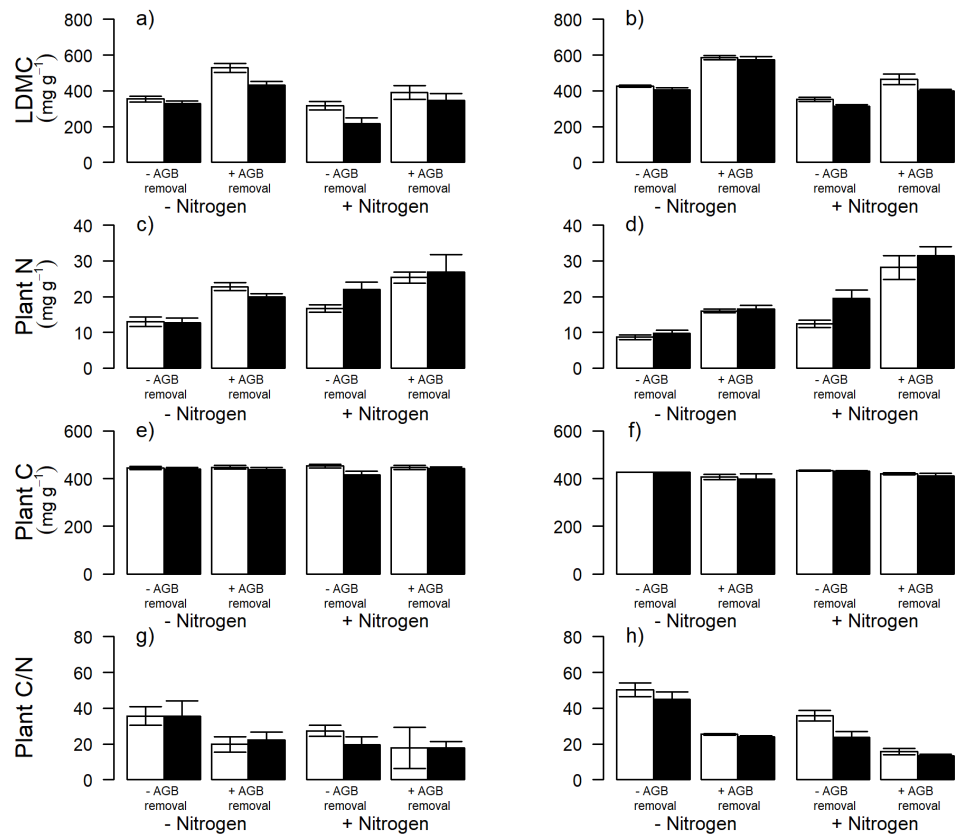 a)
b)
LDMC
(mg g⁻¹)
800
600
400
200
0
800
600
400
200
0
- AGB removal
+ AGB removal
- AGB removal
+ AGB removal
- Nitrogen
+ Nitrogen
- AGB removal
+ AGB removal
- AGB removal
+ AGB removal
- Nitrogen
+ Nitrogen
c)
d)
Plant N
(mg g⁻¹)
40
30
20
10
0
40
30
20
10
0
- AGB removal
+ AGB removal
- AGB removal
+ AGB removal
- Nitrogen
+ Nitrogen
- AGB removal
+ AGB removal
- AGB removal
+ AGB removal
- Nitrogen
+ Nitrogen
e)
f)
Plant C
(mg g⁻¹)
600
400
200
0
600
400
200
0
- AGB removal
+ AGB removal
- AGB removal
+ AGB removal
- Nitrogen
+ Nitrogen
- AGB removal
+ AGB removal
- AGB removal
+ AGB removal
- Nitrogen
+ Nitrogen
g)
h)
Plant C/N
80
60
40
20
0
80
60
40
20
0
- AGB removal
+ AGB removal
- AGB removal
+ AGB removal
- Nitrogen
+ Nitrogen
- AGB removal
+ AGB removal
- AGB removal
+ AGB removal
- Nitrogen
+ Nitrogen